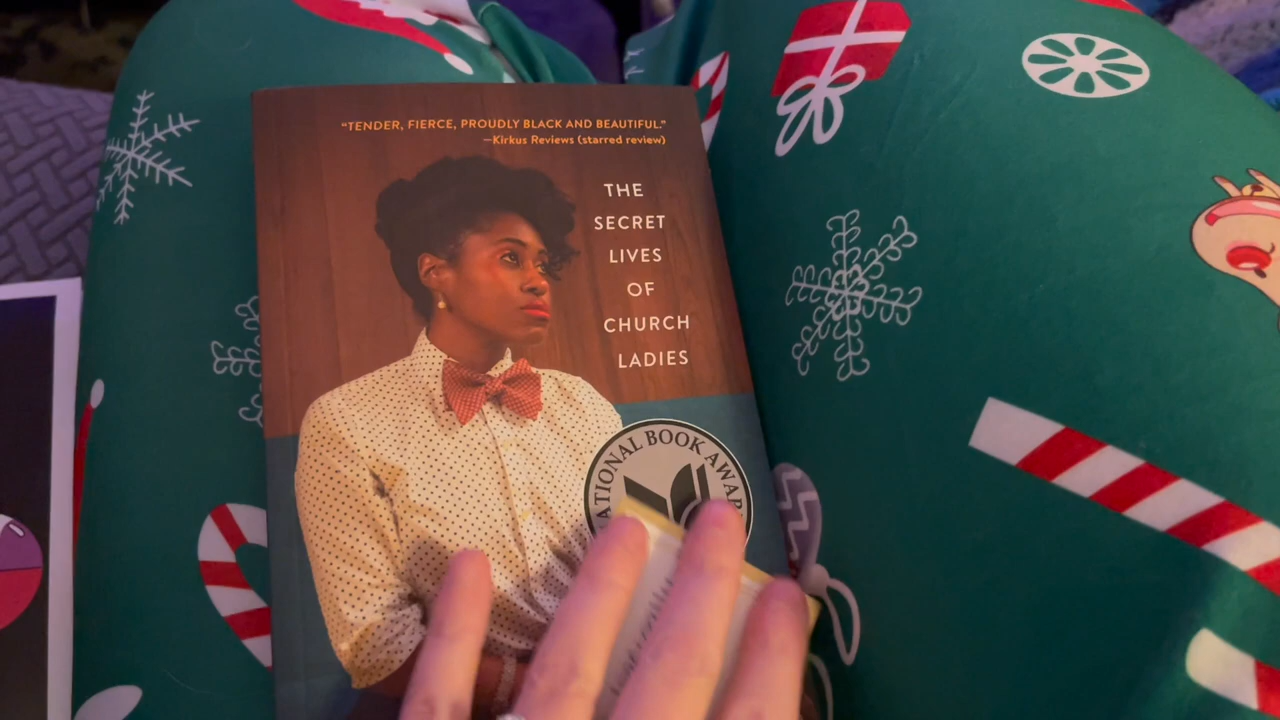 “TENDER, FIERCE, PROUDLY BLACK AND BEAUTIFUL.”
—Kirkus Reviews (starred review)
THE
SECRET
LIVES
OF
CHURCH
LADIES
ATIONAL BOOK AWAR